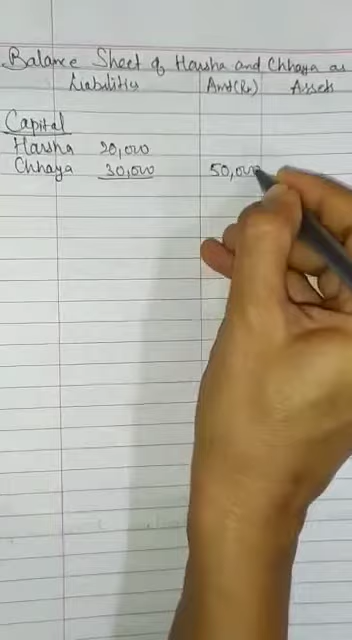 Balance Sheet of Harsha and Chhaya as
Liabilities Amt(Rs) Assets
Capital
Harsha 20,000
Chhaya 30,000 50,000